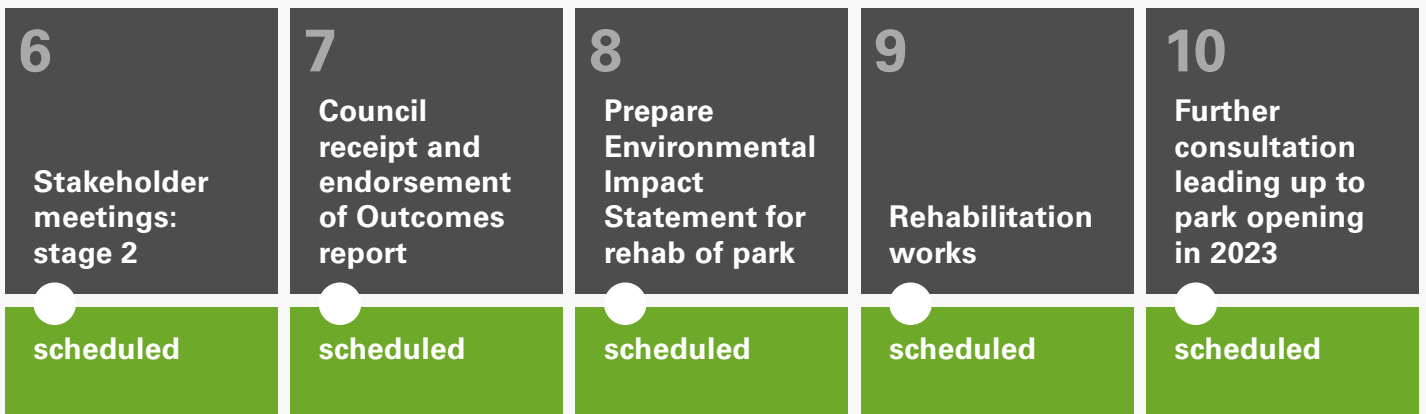 6
Stakeholder
meetings:
stage 2
scheduled
7
Council
receipt and
endorsement
of Outcomes
report
scheduled
8
Prepare
Environmental
Impact
Statement for
rehab of park
scheduled
9
Rehabilitation
works
scheduled
10
Further
consultation
leading up to
park opening
in 2023
scheduled